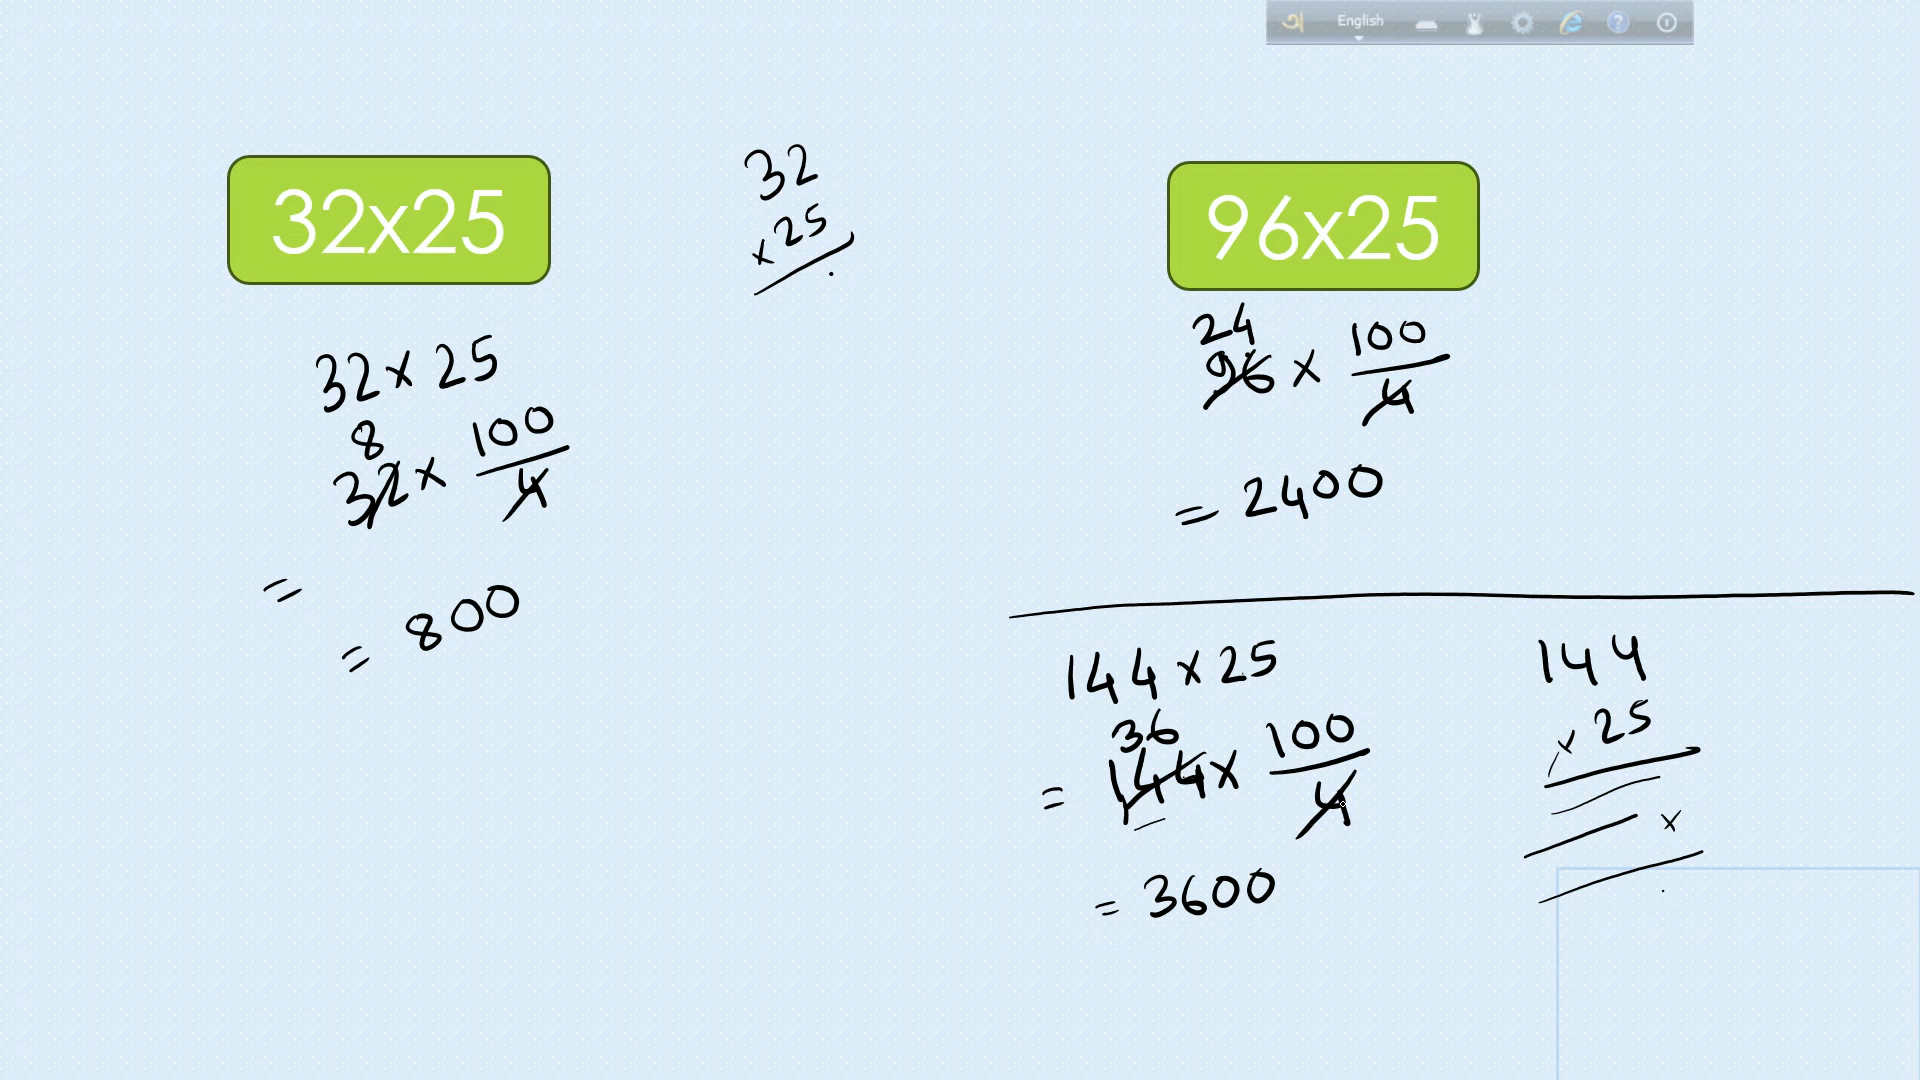 English
32x25
32 x 25
8
32 x 100/4
=
= 800
32
x 25
96x25
24
96 x 100/4
= 2400
144 x 25
36
= 144 x 100/4
= 3600
144
x 25
x